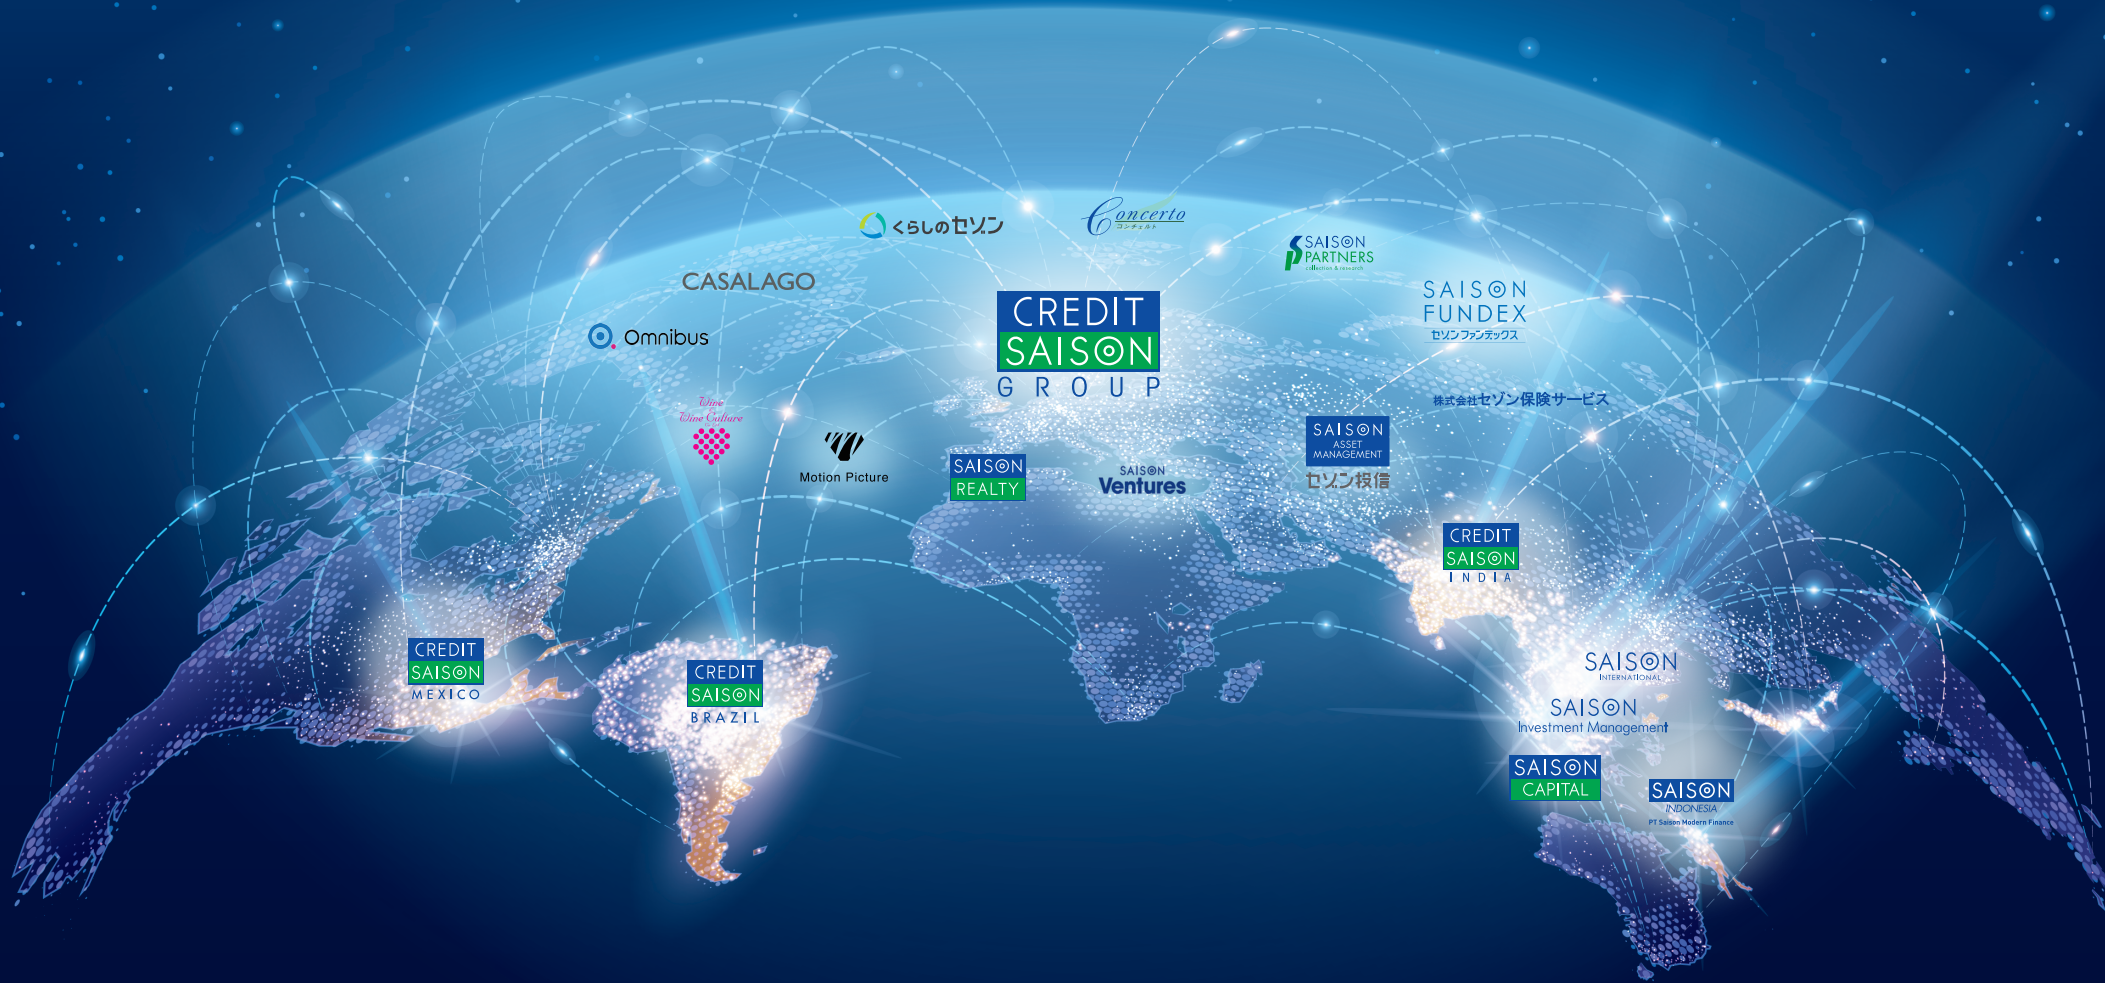 くらしのセゾン
Concerto
コンチェルト
SAISON
PARTNERS
collection & research
CASALAGO
SAISON
FUNDEX
セゾンファンデックス
CREDIT
SAISON
GROUP
Omnibus
株式会社セゾン保険サービス
Wine
Wine Culture
Motion Picture
SAISON
REALTY
SAISON
Ventures
SAISON
ASSET
MANAGEMENT
セゾン投信
CREDIT
SAISON
INDIA
CREDIT
SAISON
MEXICO
CREDIT
SAISON
BRAZIL
SAISON
INTERNATIONAL
SAISON
Investment Management
SAISON
CAPITAL
SAISON
INDONESIA
PT Saison Modern Finance